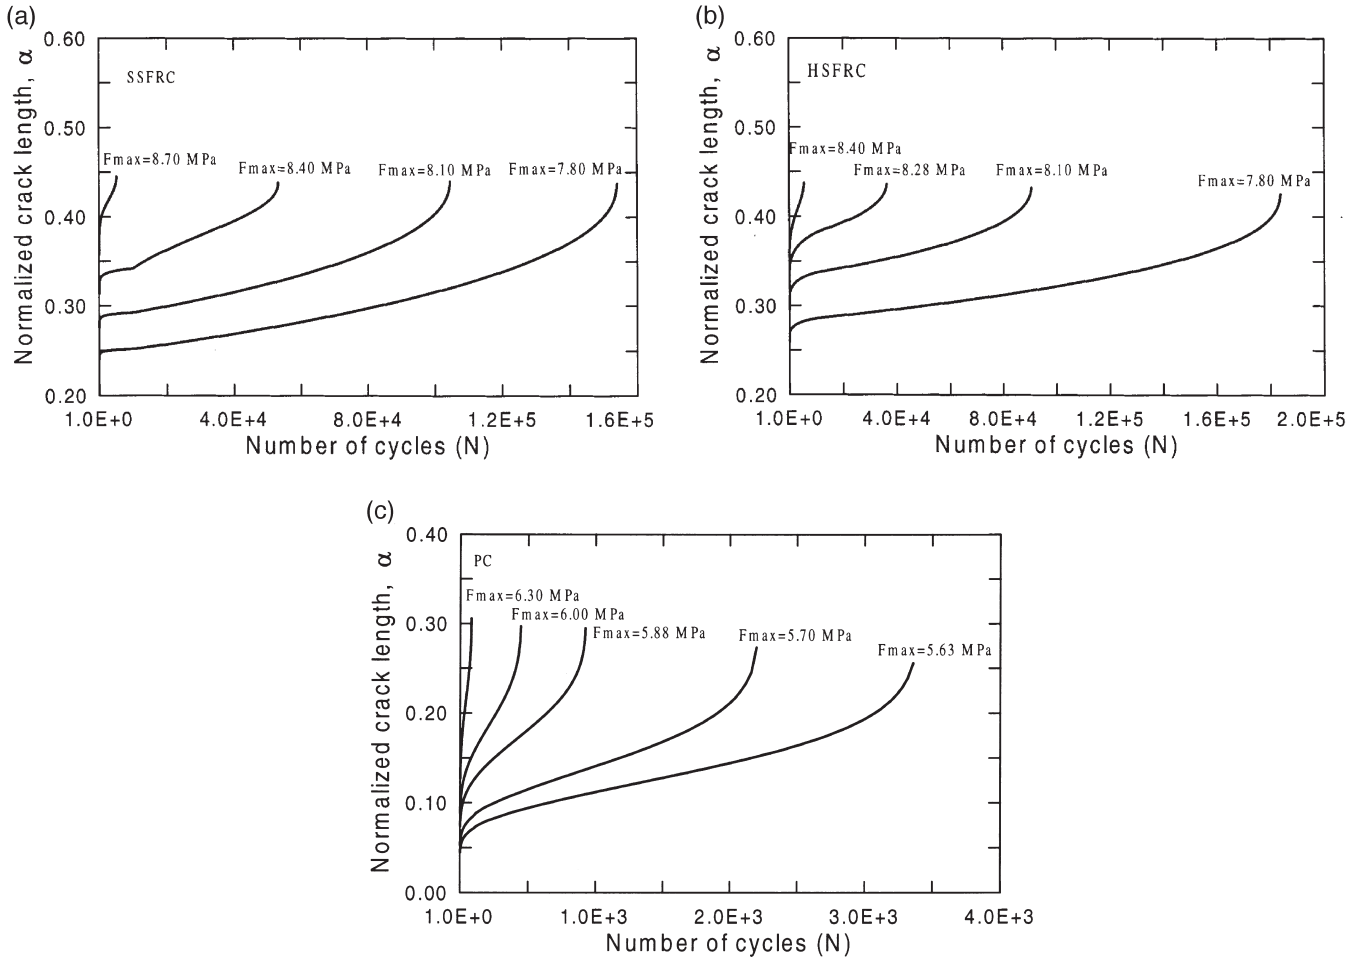 (a)
Normalized crack length, α
0.60
0.50
0.40
0.30
0.20
SSFRC
Fmax=8.70 MPa
Fmax=8.40 MPa
Fmax=8.10 MPa
Fmax=7.80 MPa
1.0E+0 4.0E+4 8.0E+4 1.2E+5 1.6E+5
Number of cycles (N)
(b)
Normalized crack length, α
0.60
0.50
0.40
0.30
0.20
HSFRC
Fmax=8.40 MPa
Fmax=8.28 MPa
Fmax=8.10 MPa
Fmax=7.80 MPa
1.0E+0 4.0E+4 8.0E+4 1.2E+5 1.6E+5 2.0E+5
Number of cycles (N)
(c)
Normalized crack length, α
0.40
0.30
0.20
0.10
0.00
PC
Fmax=6.30 MPa
Fmax=6.00 MPa
Fmax=5.88 MPa
Fmax=5.70 MPa
Fmax=5.63 MPa
1.0E+0 1.0E+3 2.0E+3 3.0E+3 4.0E+3
Number of cycles (N)